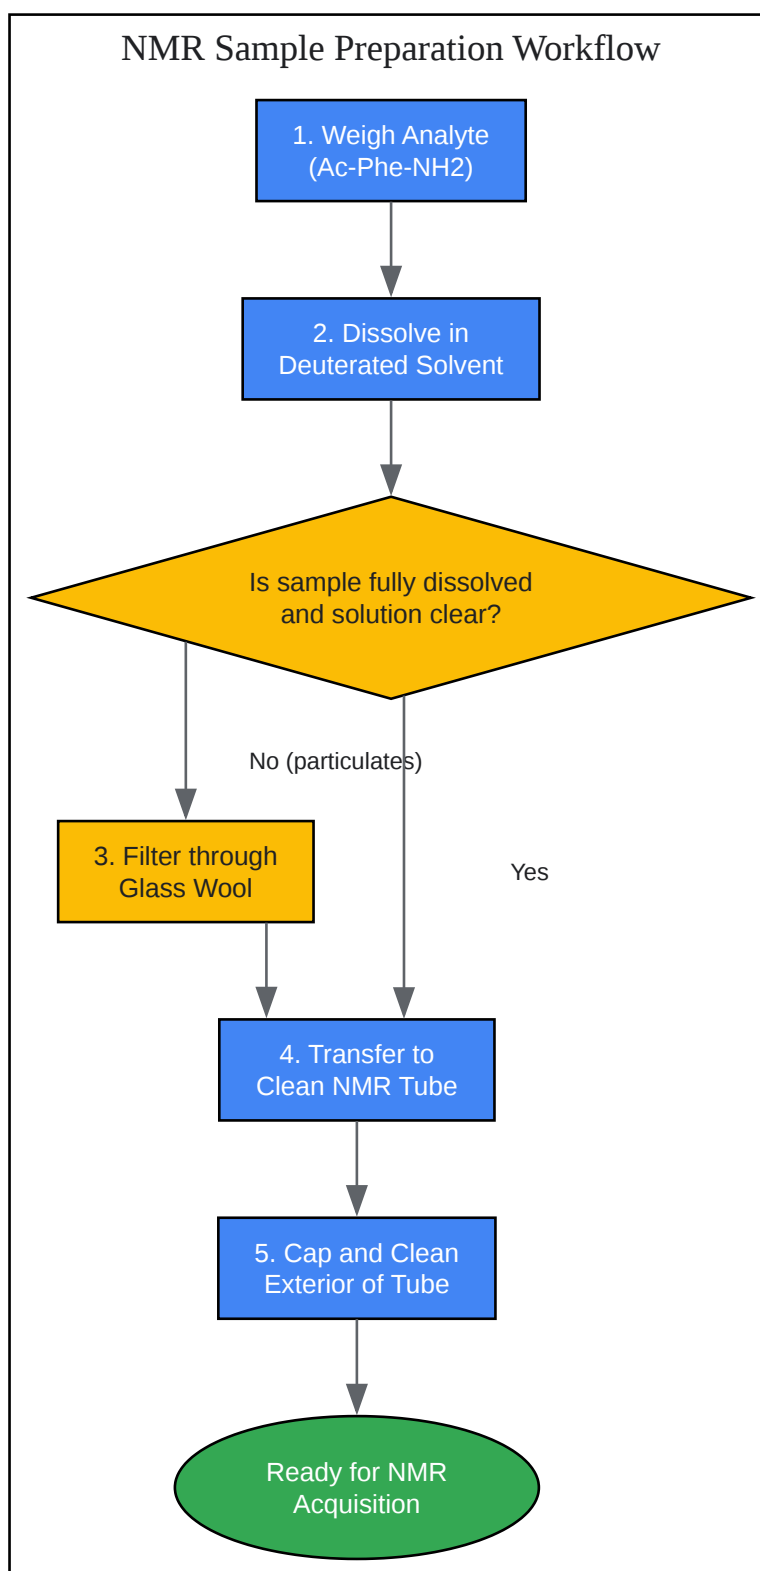 NMR Sample Preparation Workflow
1. Weigh Analyte
(Ac-Phe-NH2)
2. Dissolve in
Deuterated Solvent
Is sample fully dissolved
and solution clear?
No (particulates)
3. Filter through
Glass Wool
Yes
4. Transfer to
Clean NMR Tube
5. Cap and Clean
Exterior of Tube
Ready for NMR
Acquisition